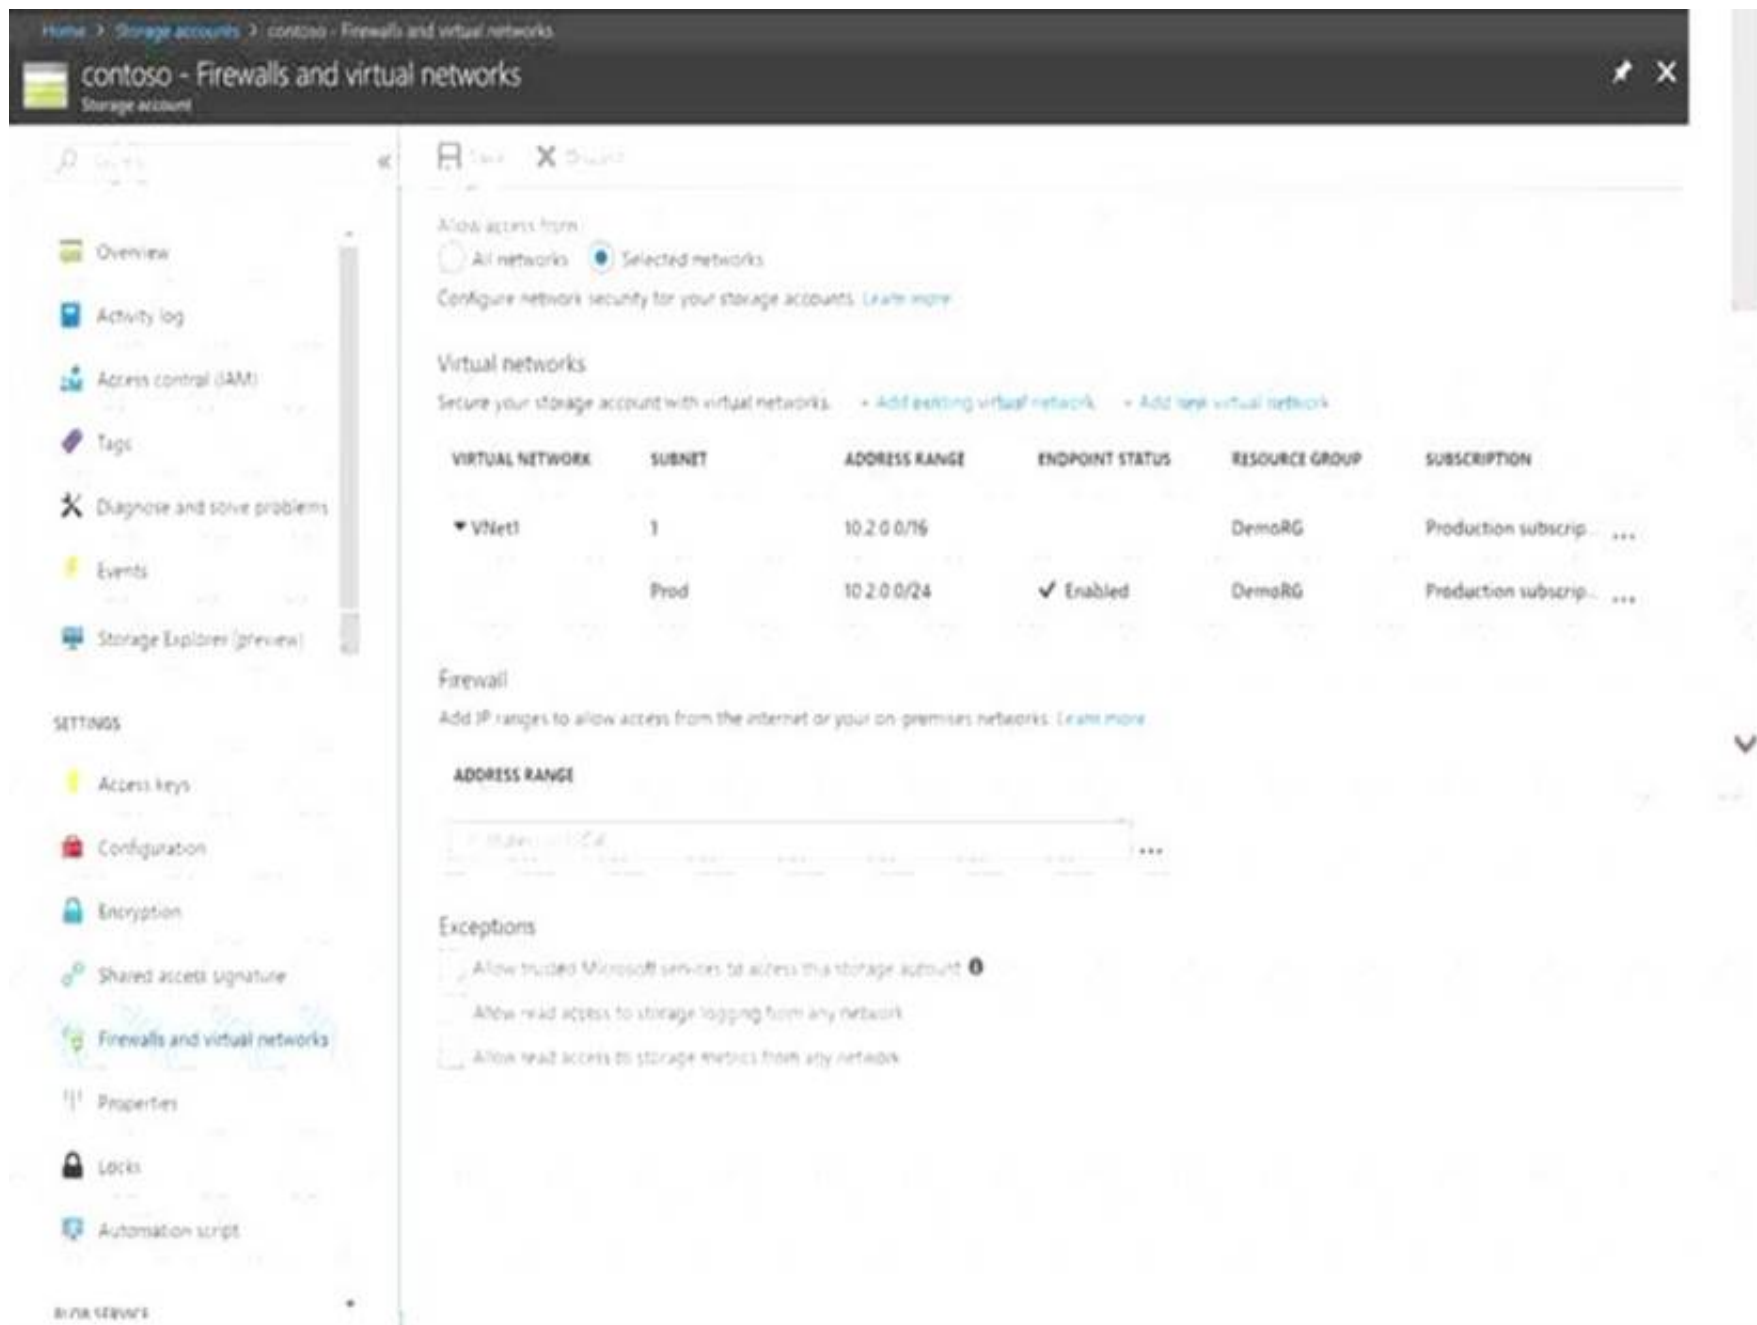 Home > Storage accounts > contoso - Firewalls and virtual networks
contoso - Firewalls and virtual networks
Storage account
Overview
Activity log
Access control (IAM)
Tags
Diagnose and solve problems
Events
Storage Explorer (preview)
SETTINGS
Access keys
Configuration
Encryption
Shared access signature
Firewalls and virtual networks
Properties
Locks
Automation script
BLOB SERVICE
Allow access from
All networks Selected networks
Configure network security for your storage accounts. Learn more
Virtual networks
Secure your storage account with virtual networks. + Add existing virtual network + Add new virtual network
VIRTUAL NETWORK SUBNET ADDRESS RANGE ENDPOINT STATUS RESOURCE GROUP SUBSCRIPTION
VNet1 1 10.2.0.0/16 DemoRG Production subscrip... ...
Prod 10.2.0.0/24 Enabled DemoRG Production subscrip... ...
Firewall
Add IP ranges to allow access from the internet or your on-premises networks. Learn more
ADDRESS RANGE
...
Exceptions
Allow trusted Microsoft services to access this storage account
Allow read access to storage logging from any network
Allow read access to storage metrics from any network